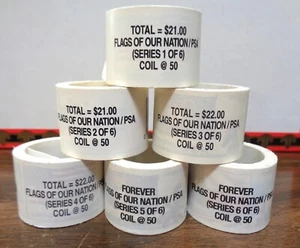 TOTAL = $21.00
FLAGS OF OUR NATION/PSA
(SERIES 1 OF 6)
COIL @ 50
TOTAL = $21.00
FLAGS OF OUR NATION/PSA
(SERIES 2 OF 6)
COIL @ 50
TOTAL = $22.00
FLAGS OF OUR NATION/PSA
(SERIES 3 OF 6)
COIL @ 50
TOTAL = $22.00
FLAGS OF OUR NATION/PSA
(SERIES 4 OF 6)
COIL @ 50
FOREVER
FLAGS OF OUR NATION/PSA
(SERIES 5 OF 6)
COIL @ 50
FOREVER
FLAGS OF OUR NATION/PSA
(SERIES 6 OF 6)
COIL @ 50